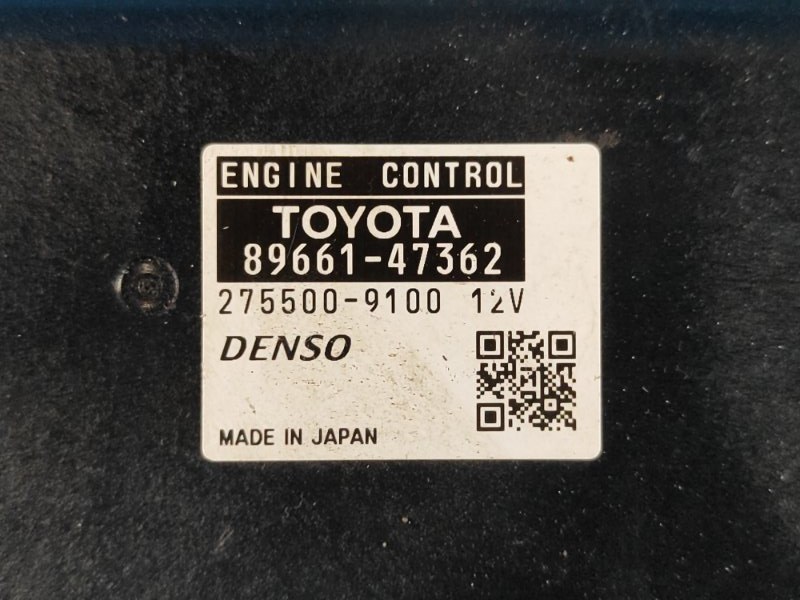 ENGINE CONTROL
TOYOTA
89661-47362
275500-9100 12V
DENSO
MADE IN JAPAN